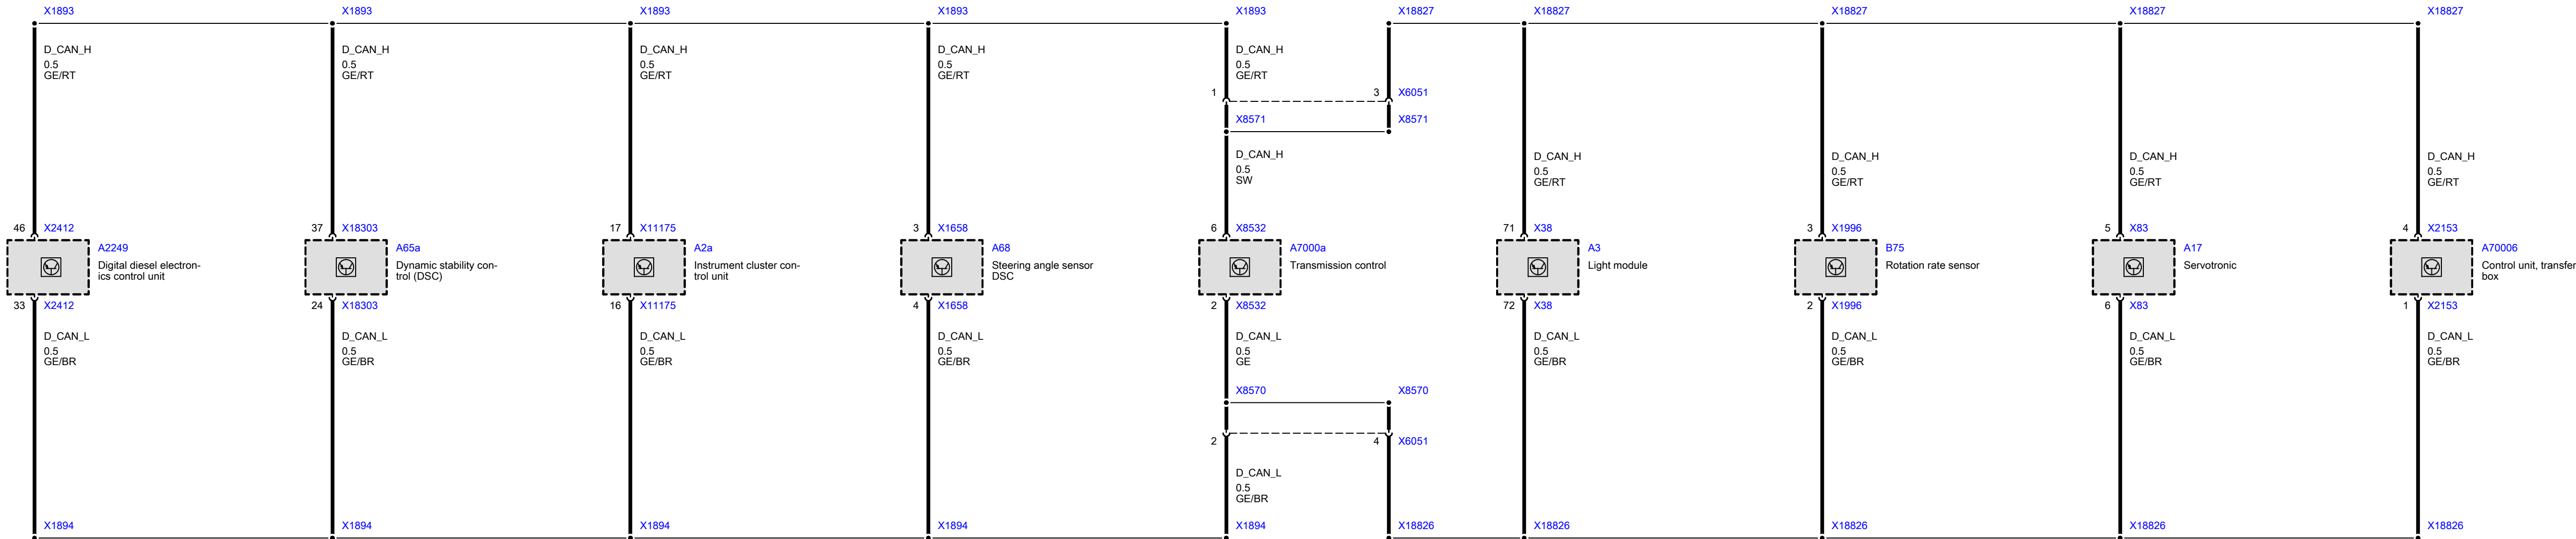 X1893 X1893 X1893 X1893 X1893 X18827 X18827 X18827 X18827 X18827
D_CAN_H D_CAN_H D_CAN_H D_CAN_H D_CAN_H
0.5 0.5 0.5 0.5 0.5
GE/RT GE/RT GE/RT GE/RT GE/RT
1 3 X6051
X8571 X8571
D_CAN_H D_CAN_H D_CAN_H D_CAN_H D_CAN_H
0.5 0.5 0.5 0.5 0.5
SW GE/RT GE/RT GE/RT GE/RT
46 X2412 37 X18303 17 X11175 3 X1658 6 X8532 71 X38 3 X1996 5 X83 4 X2153
A2249 A65a A2a A68 A7000a A3 B75 A17 A70006
Digital diesel electron- Dynamic stability con- Instrument cluster con- Steering angle sensor Transmission control Light module Rotation rate sensor Servotronic Control unit, transfer
ics control unit trol (DSC) trol unit DSC box
33 X2412 24 X18303 16 X11175 4 X1658 2 X8532 72 X38 2 X1996 6 X83 1 X2153
D_CAN_L D_CAN_L D_CAN_L D_CAN_L D_CAN_L D_CAN_L D_CAN_L D_CAN_L D_CAN_L
0.5 0.5 0.5 0.5 0.5 0.5 0.5 0.5 0.5
GE/BR GE/BR GE/BR GE/BR GE GE/BR GE/BR GE/BR GE/BR
X8570 X8570
2 4 X6051
D_CAN_L
0.5
GE/BR
X1894 X1894 X1894 X1894 X1894 X18826 X18826 X18826 X18826 X18826